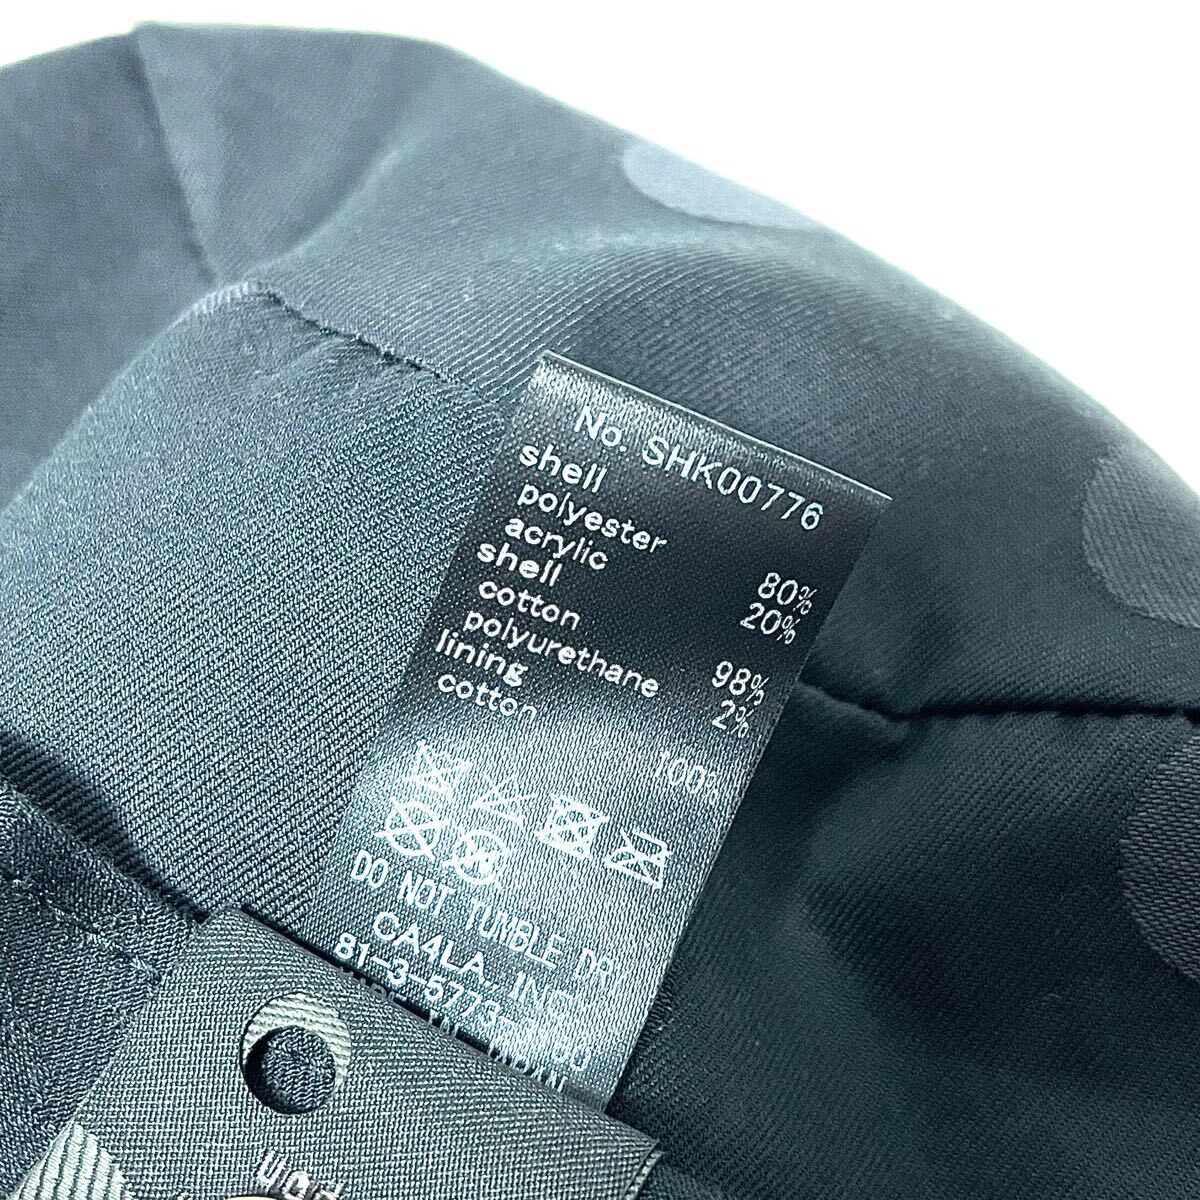 No. SHK00776
shell
polyester 80%
acrylic 20%
shell
cotton 98%
polyurethane 2%
lining
cotton 100%
W
DO NOT TUMBLE DRY
CA4LA, INC.
81-3-5773-